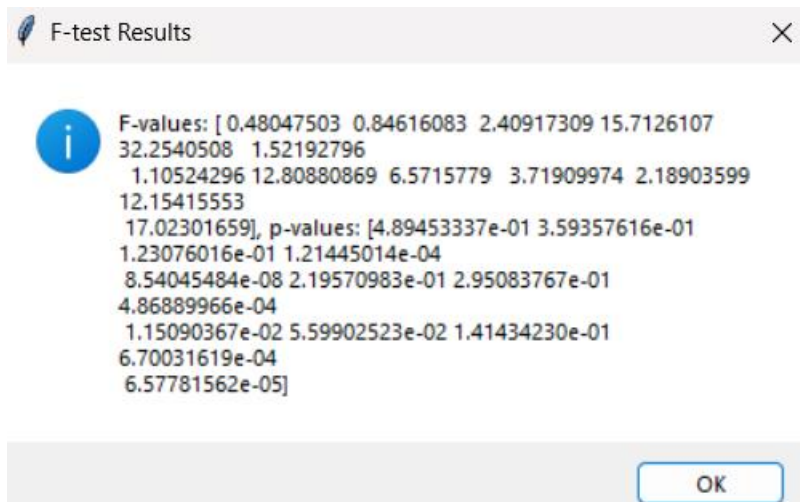 F-test Results
F-values: [ 0.48047503 0.84616083 2.40917309 15.7126107
32.2540508 1.52192796
1.10524296 12.80880869 6.5715779 3.71909974 2.18903599
12.15415553
17.02301659], p-values: [4.89453337e-01 3.59357616e-01
1.23076016e-01 1.21445014e-04
8.54045484e-08 2.19570983e-01 2.95083767e-01
4.86889966e-04
1.15090367e-02 5.59902523e-02 1.41434230e-01
6.70031619e-04
6.57781562e-05]
OK